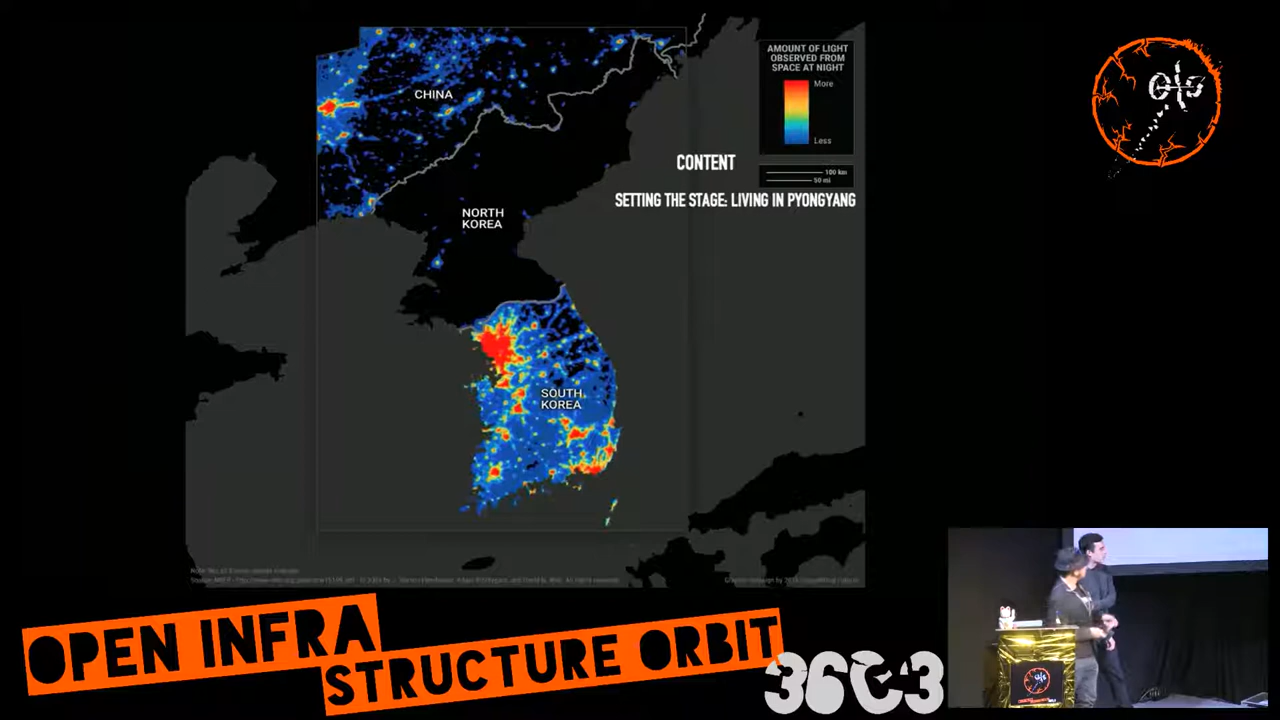 AMOUNT OF LIGHT
OBSERVED FROM
SPACE AT NIGHT
More
Less
100 km
50 mi
CHINA
NORTH
KOREA
SOUTH
KOREA
CONTENT
SETTING THE STAGE: LIVING IN PYONGYANG
OIO
OPEN INFRA
STRUCTURE ORBIT
36C3